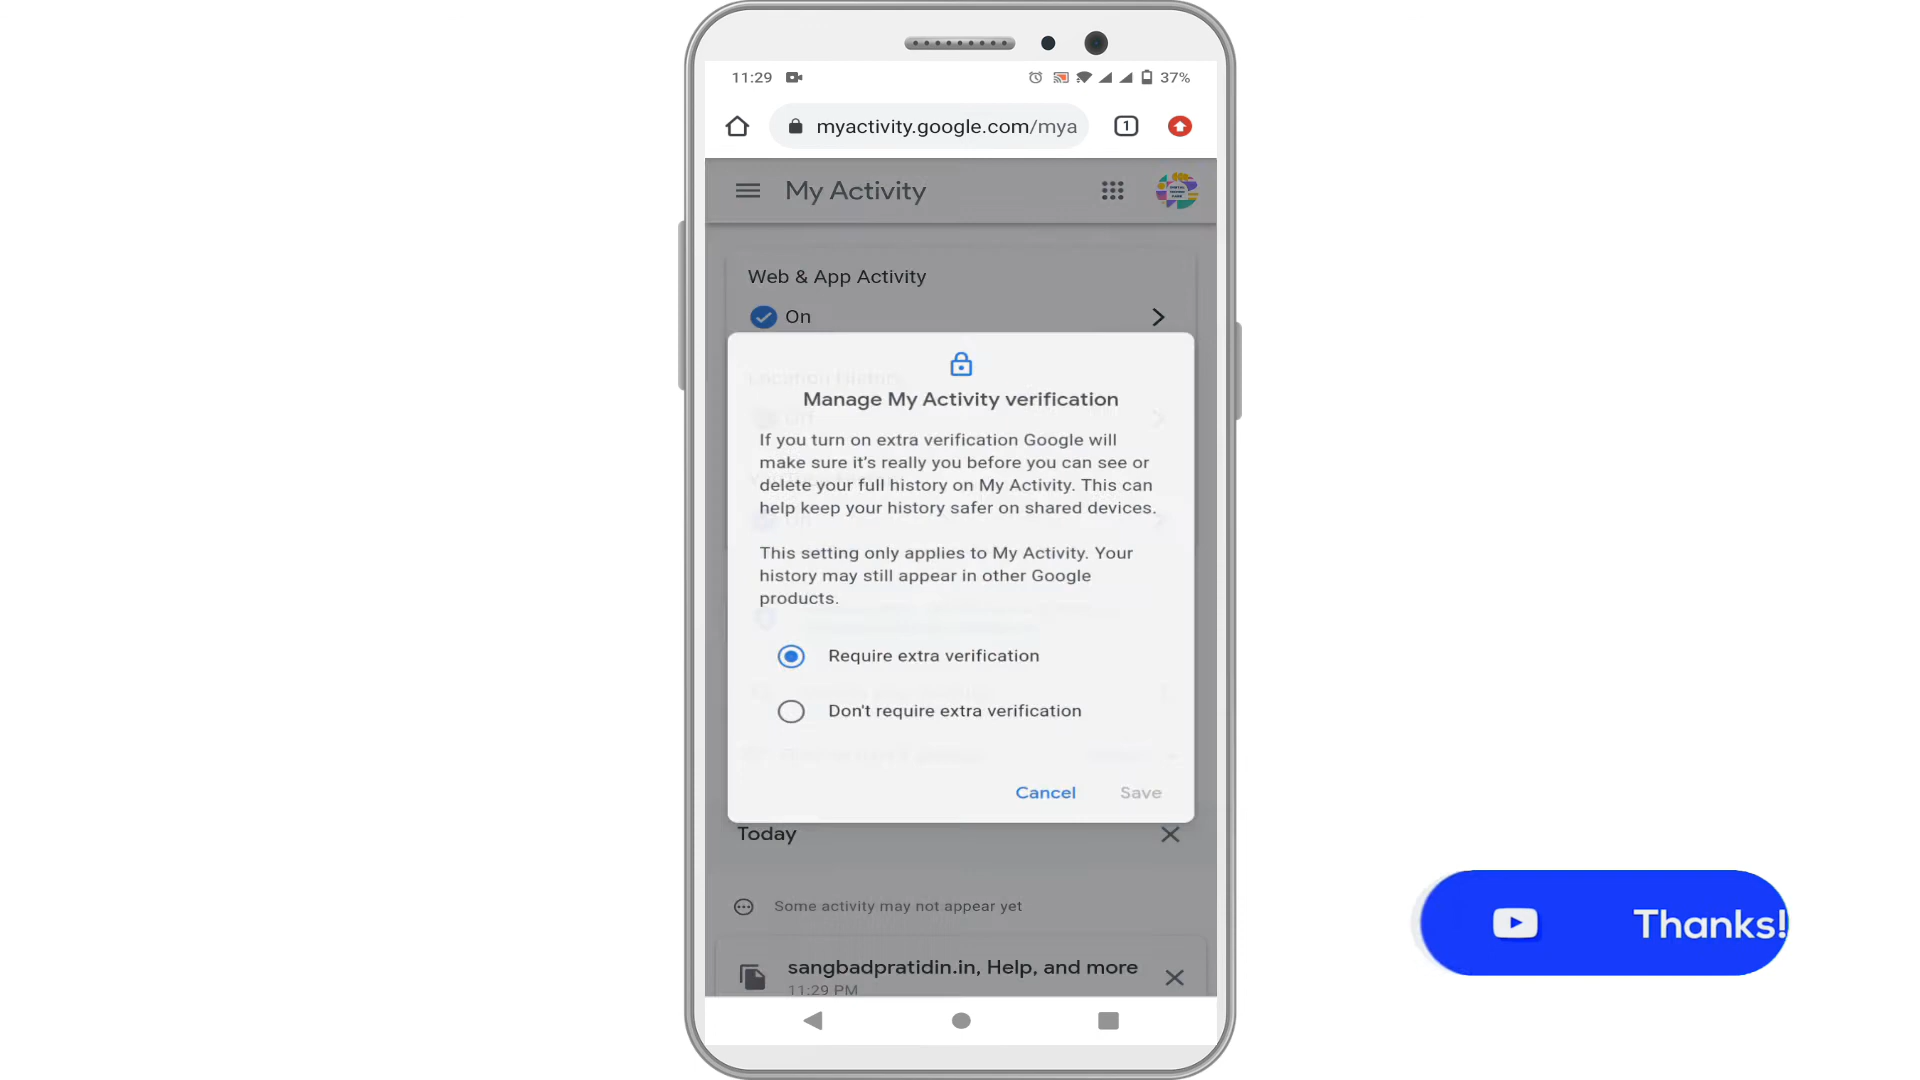 11:29
37%
myactivity.google.com/mya
1
My Activity
Web & App Activity
On
Location History
Off
Manage My Activity verification
If you turn on extra verification Google will
make sure it's really you before you can see or
delete your full history on My Activity. This can
help keep your history safer on shared devices.
This setting only applies to My Activity. Your
history may still appear in other Google
products.
Require extra verification
Don't require extra verification
Cancel
Save
Today
Some activity may not appear yet
sangbadpratidin.in, Help, and more
11:29 PM
Thanks!